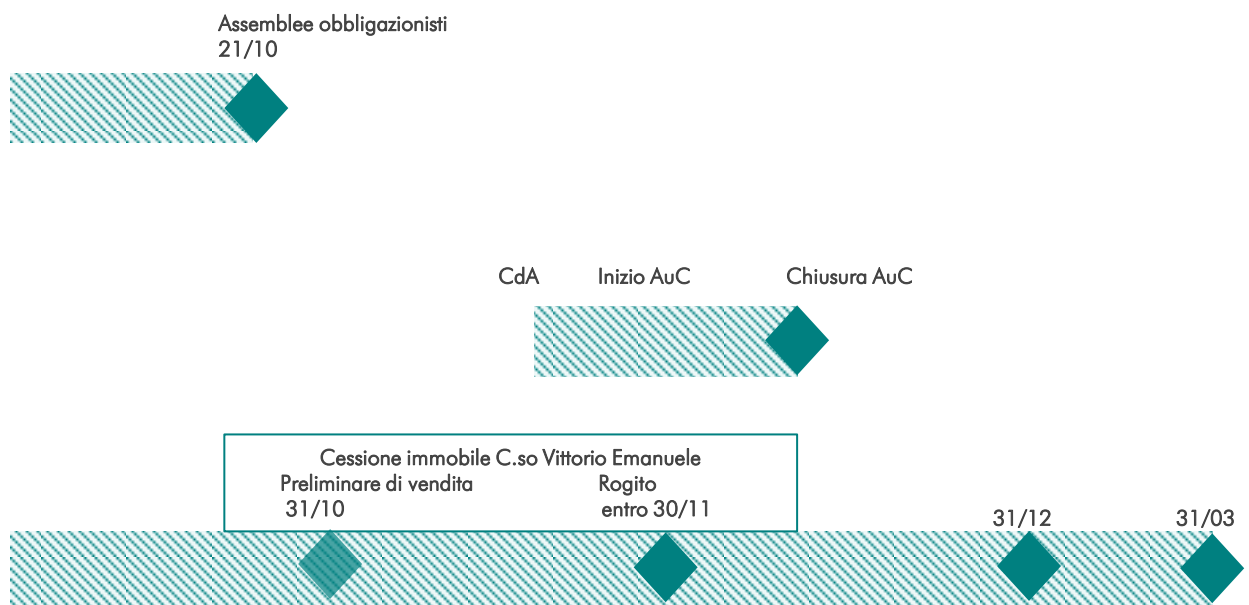 Assemblee obbligazionisti
21/10
CdA
Inizio AuC
Chiusura AuC
Cessione immobile C.so Vittorio Emanuele
Preliminare di vendita
31/10
Rogito
entro 30/11
31/12
31/03